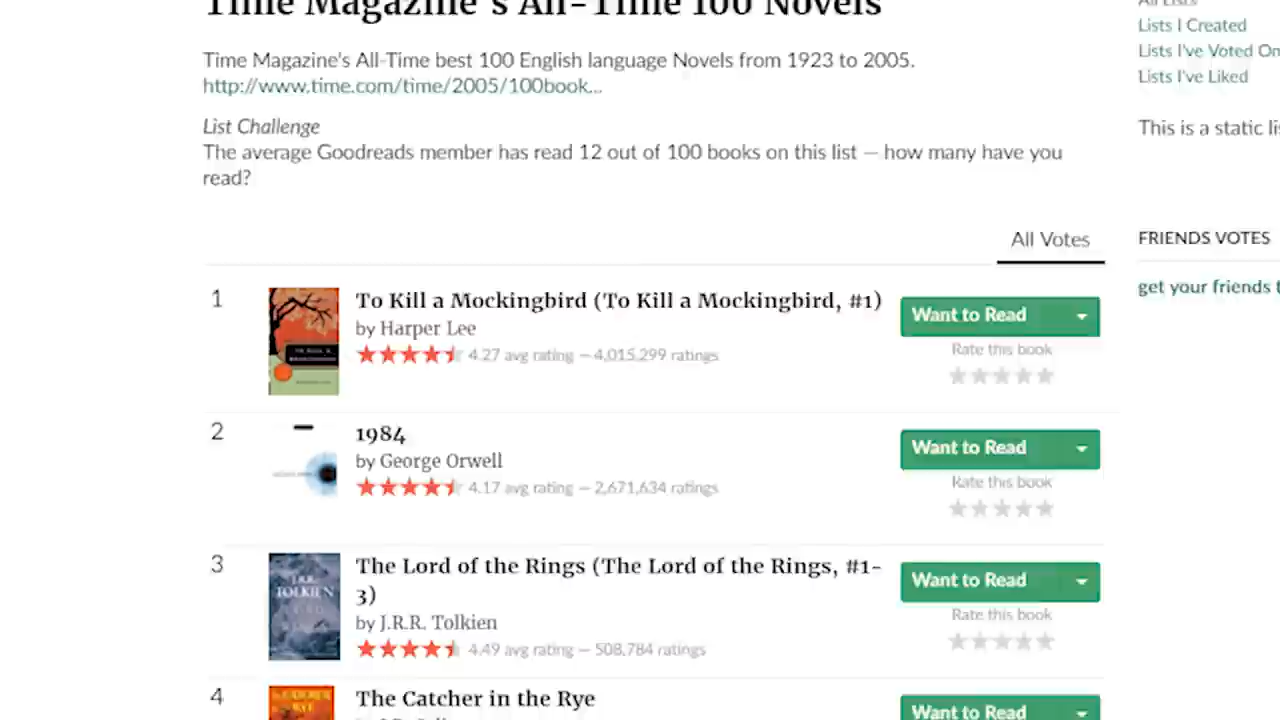 Time Magazine's All-Time 100 Novels
All Lists
Lists I Created
Lists I've Voted On
Lists I've Liked
Time Magazine's All-Time best 100 English language Novels from 1923 to 2005.
http://www.time.com/time/2005/100book...
List Challenge
The average Goodreads member has read 12 out of 100 books on this list — how many have you
read?
This is a static
All Votes
FRIENDS VOTES
get your friends
1
To Kill a Mockingbird (To Kill a Mockingbird, #1)
by Harper Lee
4.27 avg rating — 4,015,299 ratings
Want to Read
Rate this book
2
1984
by George Orwell
4.17 avg rating — 2,671,634 ratings
Want to Read
Rate this book
3
J.R.R.
TOLKIEN
The Lord of the Rings (The Lord of the Rings, #1-
3)
by J.R.R. Tolkien
4.49 avg rating — 508,784 ratings
Want to Read
Rate this book
4
The Catcher in the Rye
Want to Read